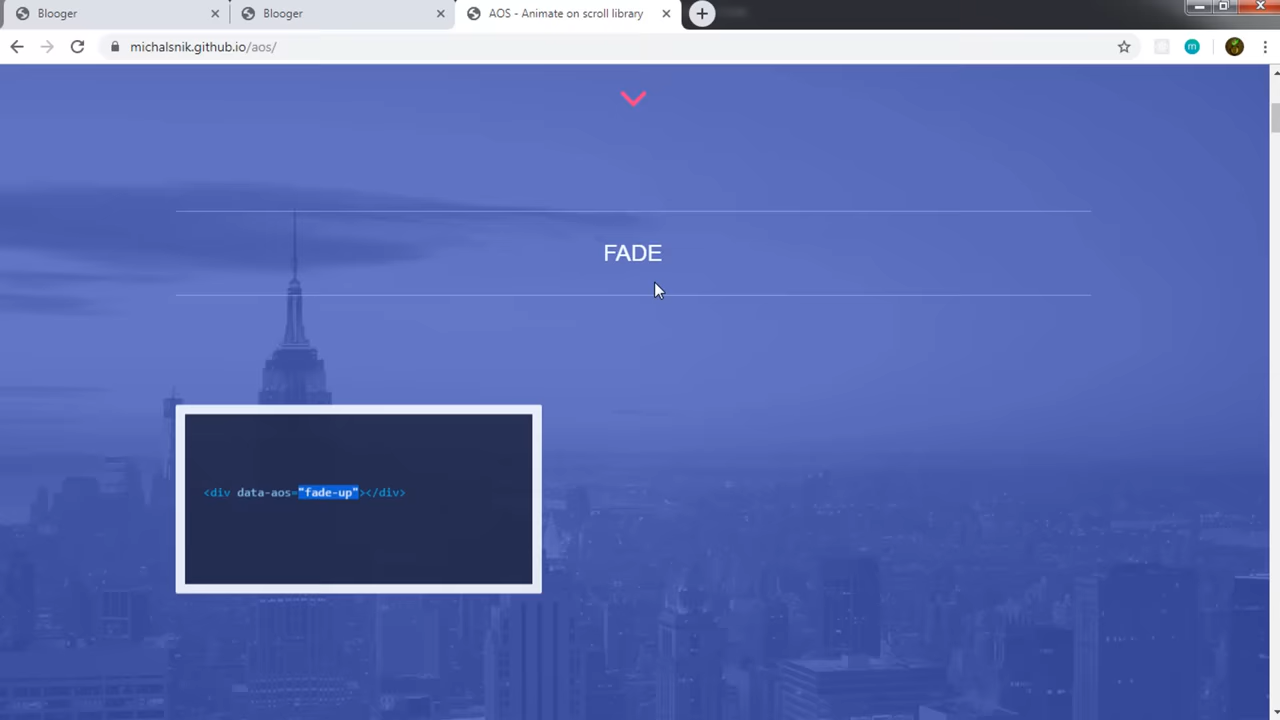 Blooger
Blooger
AOS - Animate on scroll library
michalsnik.github.io/aos/
m
FADE
<div data-aos="fade-up"></div>